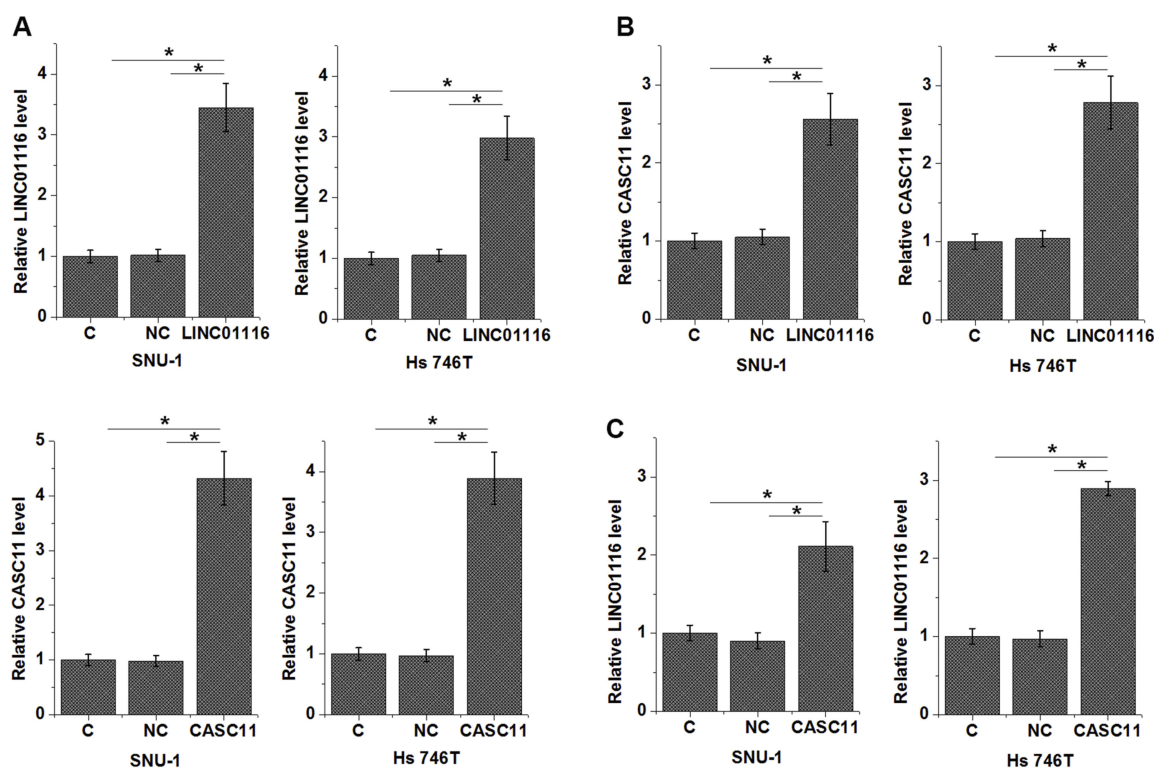 A
Relative LINC01116 level
0
1
2
3
4
*
*
C NC LINC01116
SNU-1
Relative LINC01116 level
0
1
2
3
4
*
*
C NC LINC01116
Hs 746T
B
Relative CASC11 level
0
1
2
3
*
*
C NC LINC01116
SNU-1
Relative CASC11 level
0
1
2
3
*
*
C NC LINC01116
Hs 746T
Relative CASC11 level
0
1
2
3
4
5
*
*
C NC CASC11
SNU-1
Relative CASC11 level
0
1
2
3
4
*
*
C NC CASC11
Hs 746T
C
Relative LINC01116 level
0
1
2
3
*
*
C NC CASC11
SNU-1
Relative LINC01116 level
0
1
2
3
*
*
C NC CASC11
Hs 746T